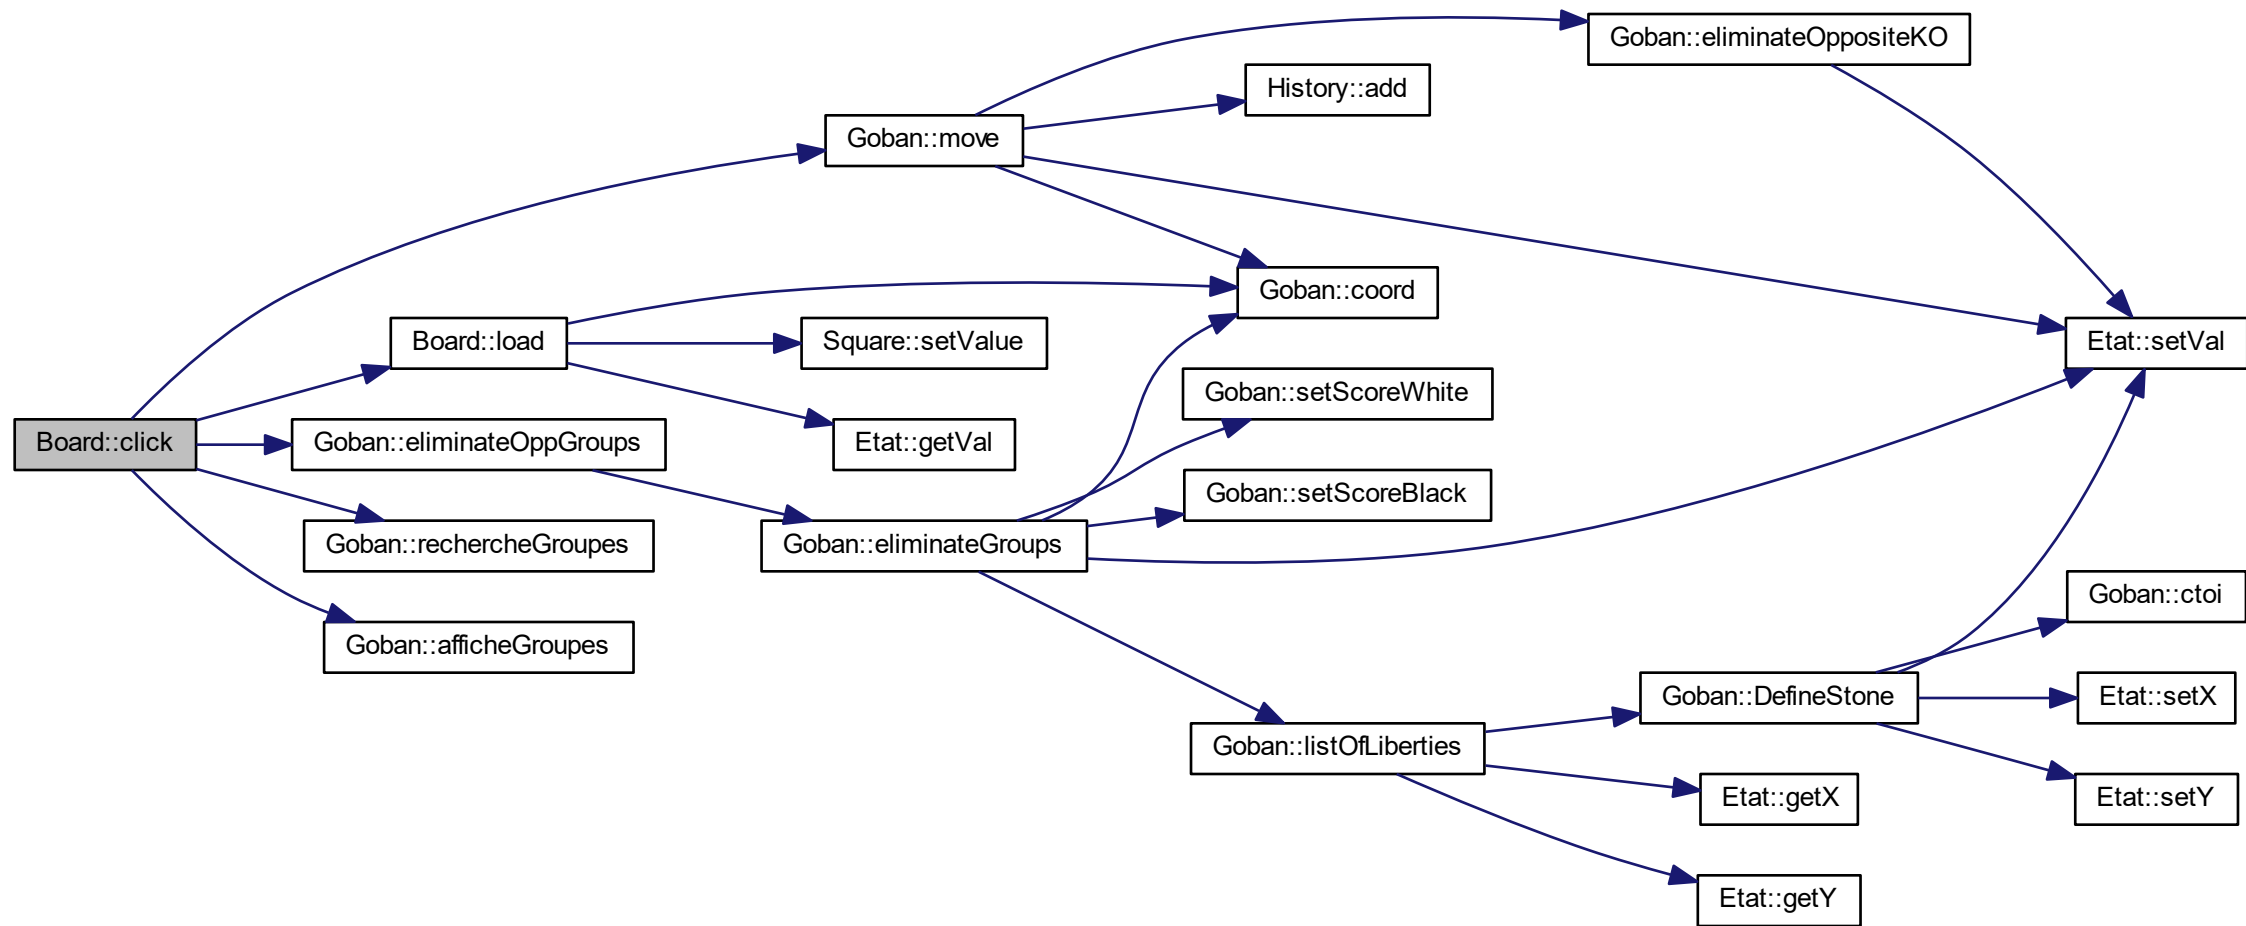 Goban::eliminateOppositeKO
History::add
Goban::move
Goban::coord
Board::load
Square::setValue
Etat::setVal
Goban::setScoreWhite
Board::click
Goban::eliminateOppGroups
Etat::getVal
Goban::setScoreBlack
Goban::rechercheGroupes
Goban::eliminateGroups
Goban::ctoi
Goban::afficheGroupes
Goban::DefineStone
Etat::setX
Goban::listOfLiberties
Etat::getX
Etat::setY
Etat::getY